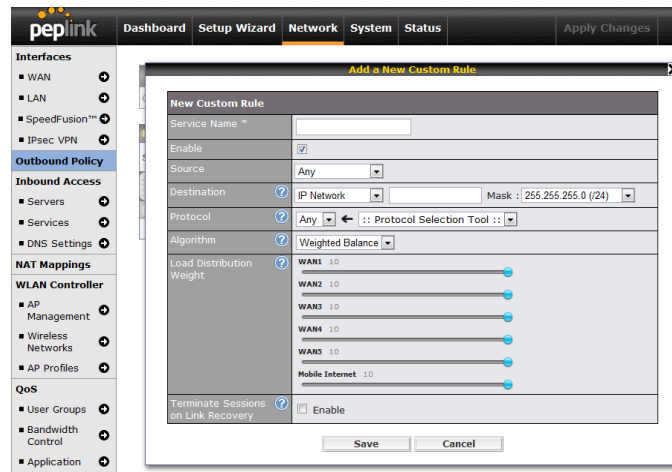 peplink
Dashboard Setup Wizard Network System Status Apply Changes
Interfaces
WAN
LAN
SpeedFusion™
IPsec VPN
Outbound Policy
Inbound Access
Servers
Services
DNS Settings
NAT Mappings
WLAN Controller
AP Management
Wireless Networks
AP Profiles
QoS
User Groups
Bandwidth Control
Application
Add a New Custom Rule
New Custom Rule
Service Name *
Enable
Source Any
Destination ? IP Network Mask : 255.255.255.0 (/24)
Protocol ? Any :: Protocol Selection Tool ::
Algorithm ? Weighted Balance
Load Distribution Weight ?
WAN1 10
WAN2 10
WAN3 10
WAN4 10
WAN5 10
Mobile Internet 10
Terminate Sessions on Link Recovery ? Enable
Save Cancel